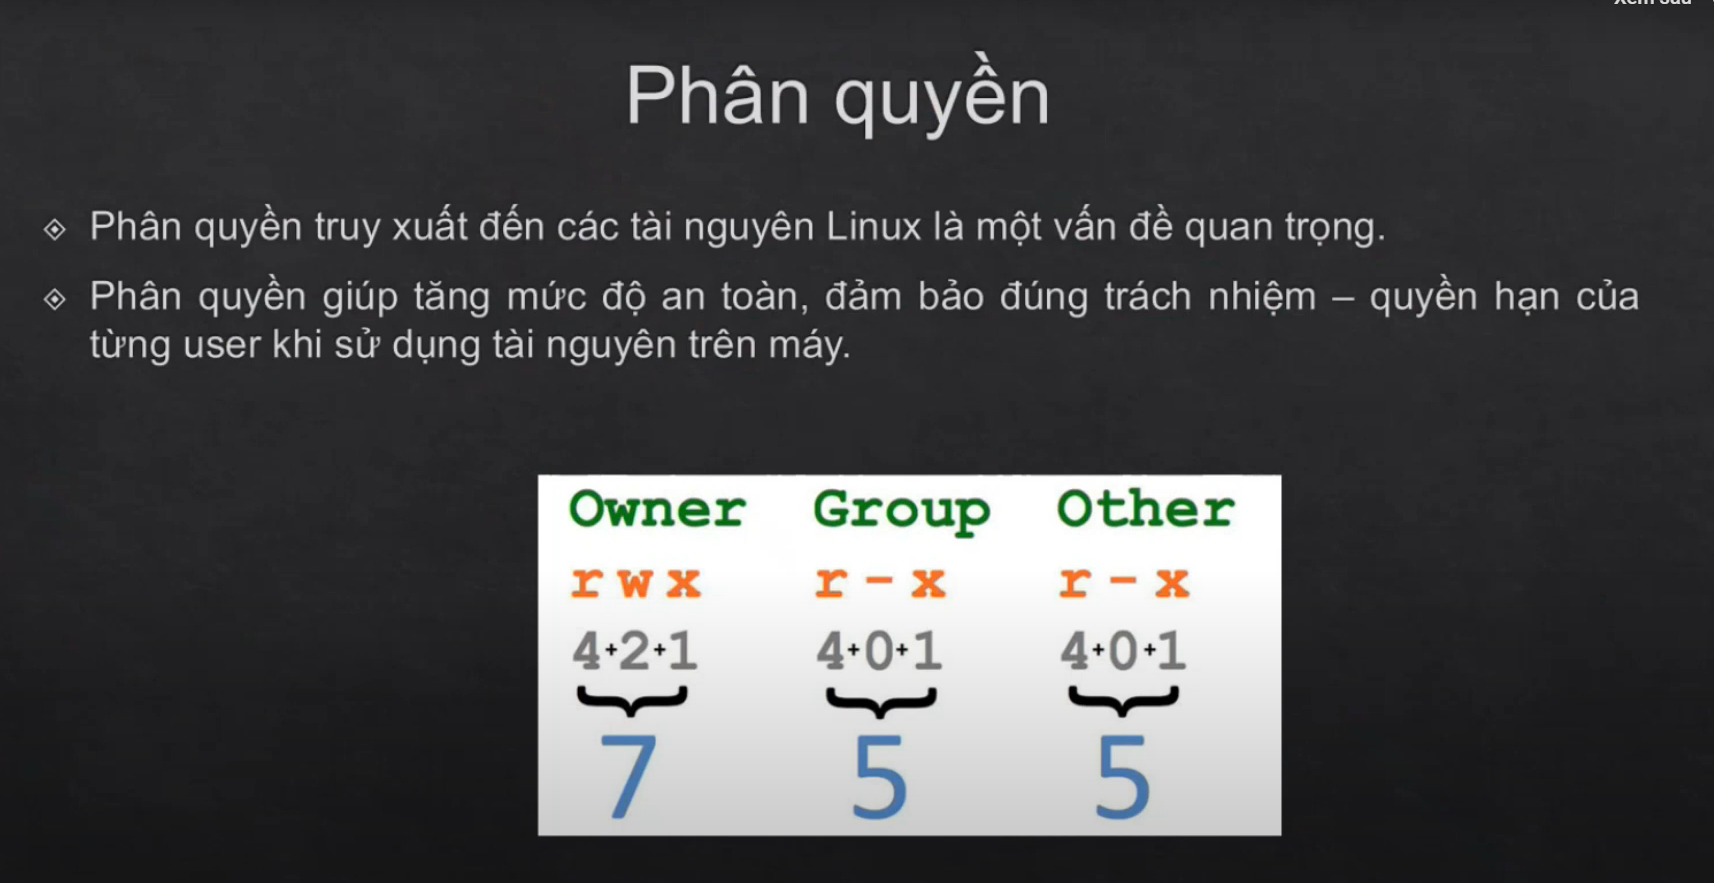 Xem sau
Phân quyền
Phân quyền truy xuất đến các tài nguyên Linux là một vấn đề quan trọng.
Phân quyền giúp tăng mức độ an toàn, đảm bảo đúng trách nhiệm – quyền hạn của
từng user khi sử dụng tài nguyên trên máy.
Owner Group Other
r w x r - x r - x
4+2+1 4+0+1 4+0+1
7 5 5